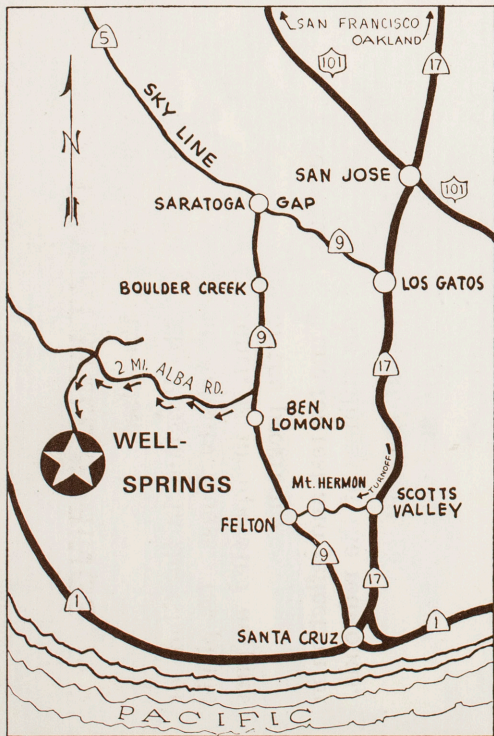 SAN FRANCISCO
OAKLAND
5
101
17
N
SKY LINE
SAN JOSE
101
SARATOGA GAP
9
BOULDER CREEK
LOS GATOS
9
17
2 MI. ALBA RD.
BEN
LOMOND
WELL-
SPRINGS
Mt. HERMON
TURNOFF
SCOTTS
VALLEY
FELTON
9
17
1
1
SANTA CRUZ
PACIFIC